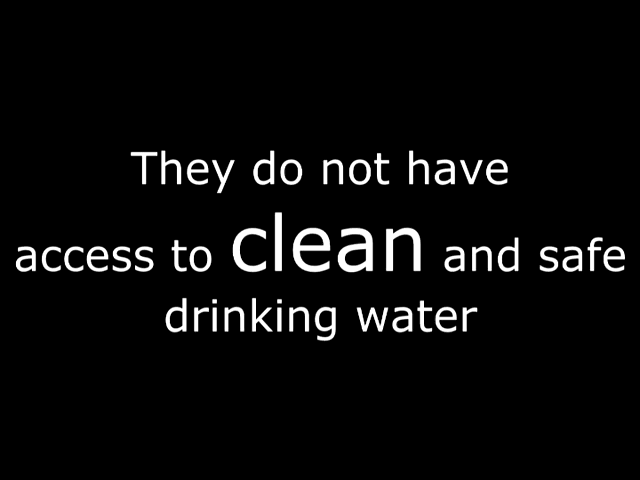 They do not have
access to clean and safe
drinking water